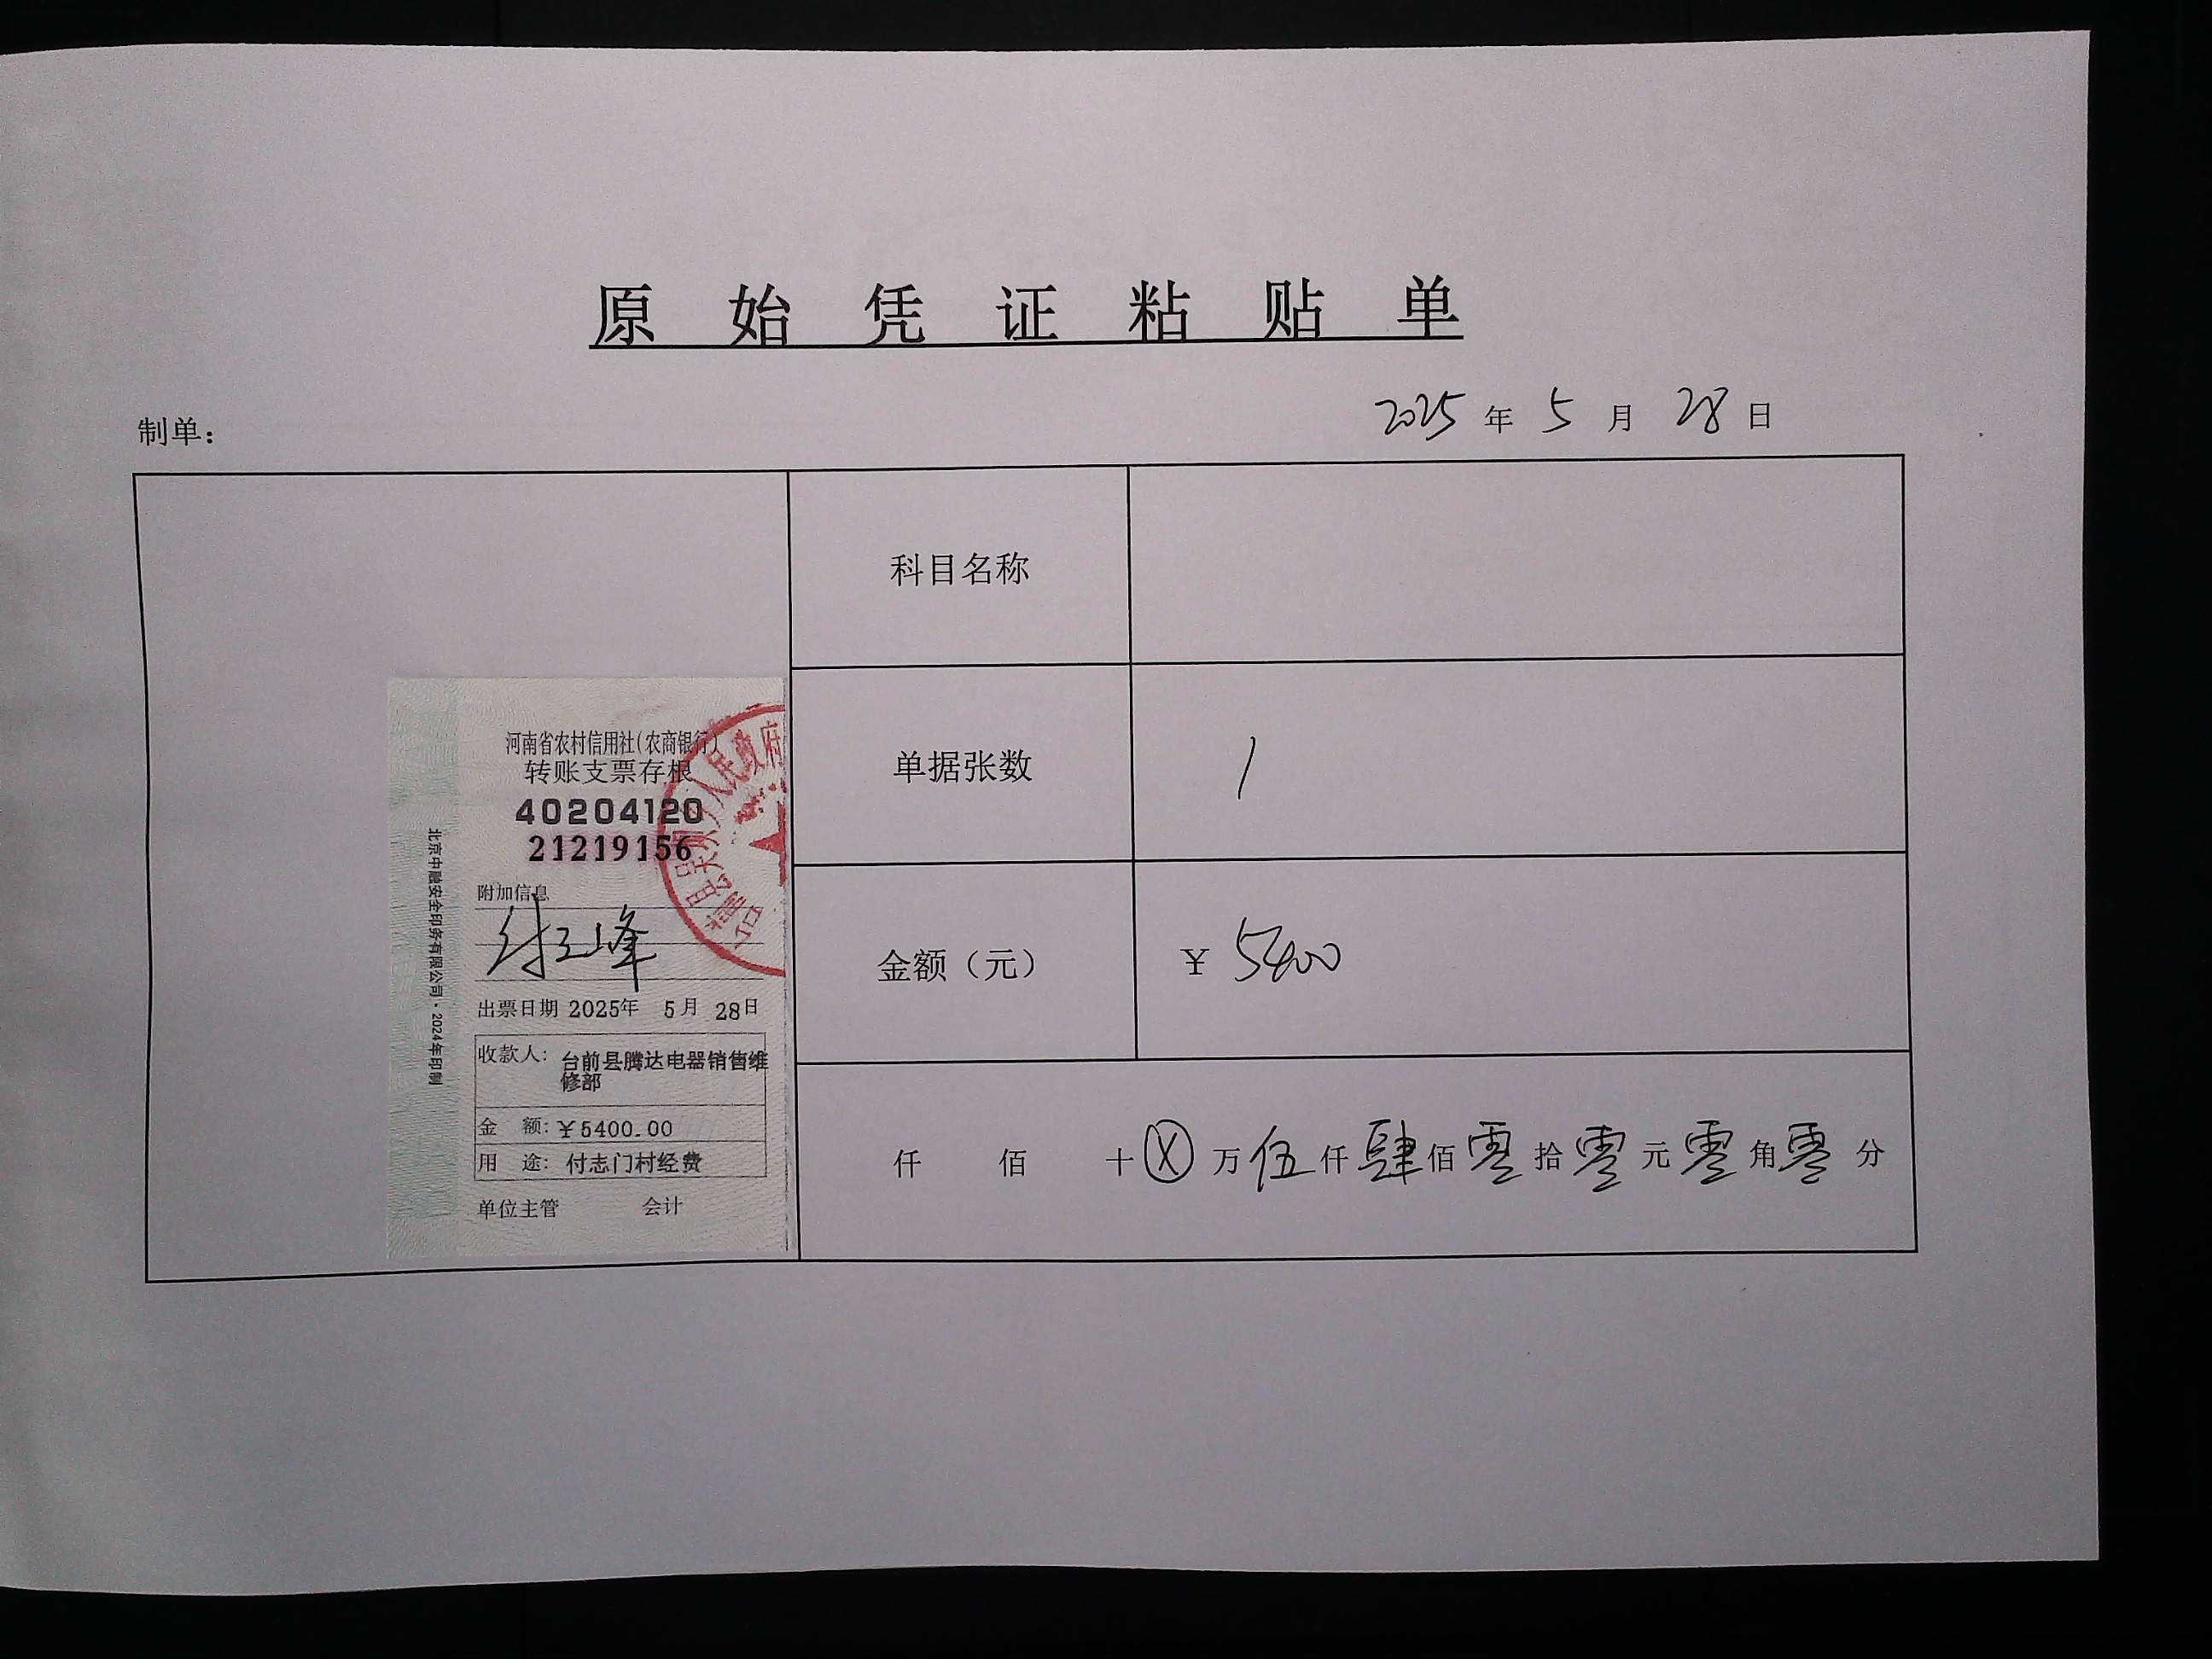 原始凭证粘贴单
制单：
2025年5月28日
河南省农村信用社(农商银行)
转账支票存根
40204120
21219156
附加信息
出票日期 2025年 5月 28日
收款人: 台前县腾达电器销售维
修部
金 额: ¥5400.00
用 途: 付志门村经费
单位主管 会计
北京中融安全印务有限公司·2024年印制
科目名称
单据张数 1
金额（元） ¥ 5400
仟 佰 十 ⓧ 万 伍 仟 肆 佰 零 拾 零 元 零 角 零 分